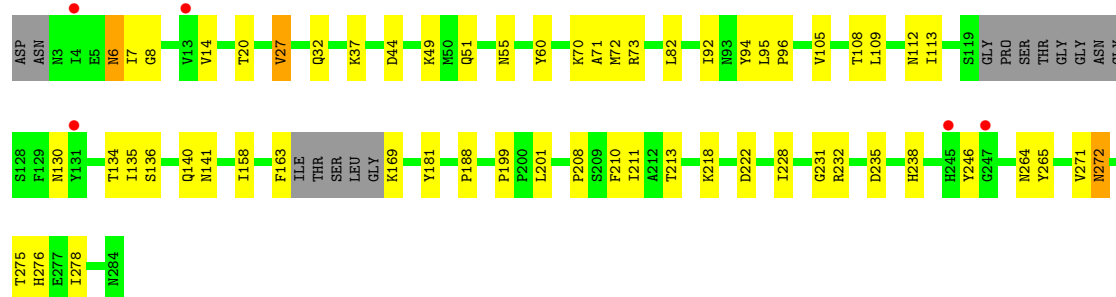 ASP ASN N3 I4 E5 N6 I7 G8 V13 V14 T20 V27 Q32 K37 D44 K49 M50 Q51 N55 Y60 K70 A71 M72 R73 L82 I92 N93 Y94 L95 P96 V105 T108 L109 N112 I113 S119 GLY PRO SER THR GLY GLY ASN GLY
S128 F129 N130 Y131 T134 I135 S136 Q140 N141 I158 F163 ILE THR SER LEU GLY K169 Y181 P188 P199 P200 L201 P208 S209 F210 I211 A212 T213 K218 D222 I228 G231 R232 D235 H238 H245 Y246 G247 N264 Y265 V271 N272
T275 H276 E277 I278 N284